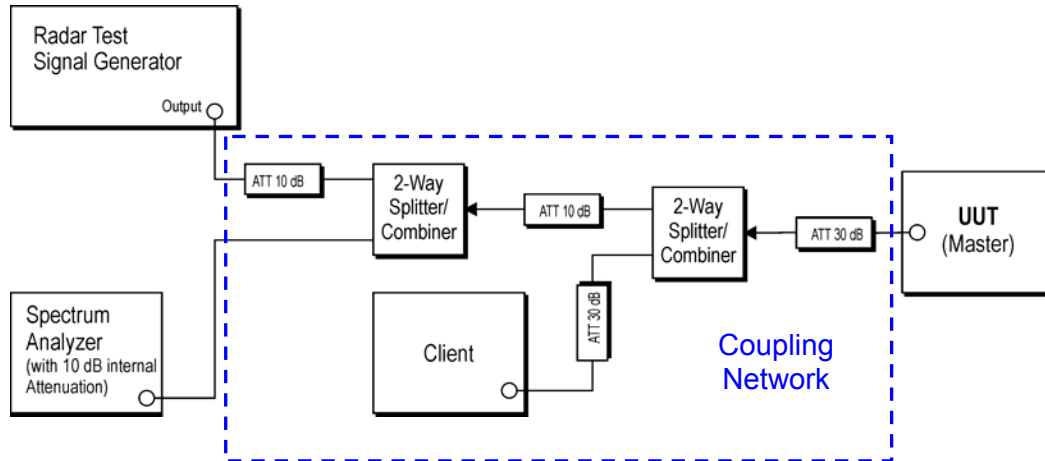 Radar Test
Signal Generator
Output
ATT 10 dB
2-Way
Splitter/
Combiner
ATT 10 dB
2-Way
Splitter/
Combiner
ATT 30 dB
UUT
(Master)
Spectrum
Analyzer
(with 10 dB internal
Attenuation)
Client
ATT 30 dB
Coupling
Network